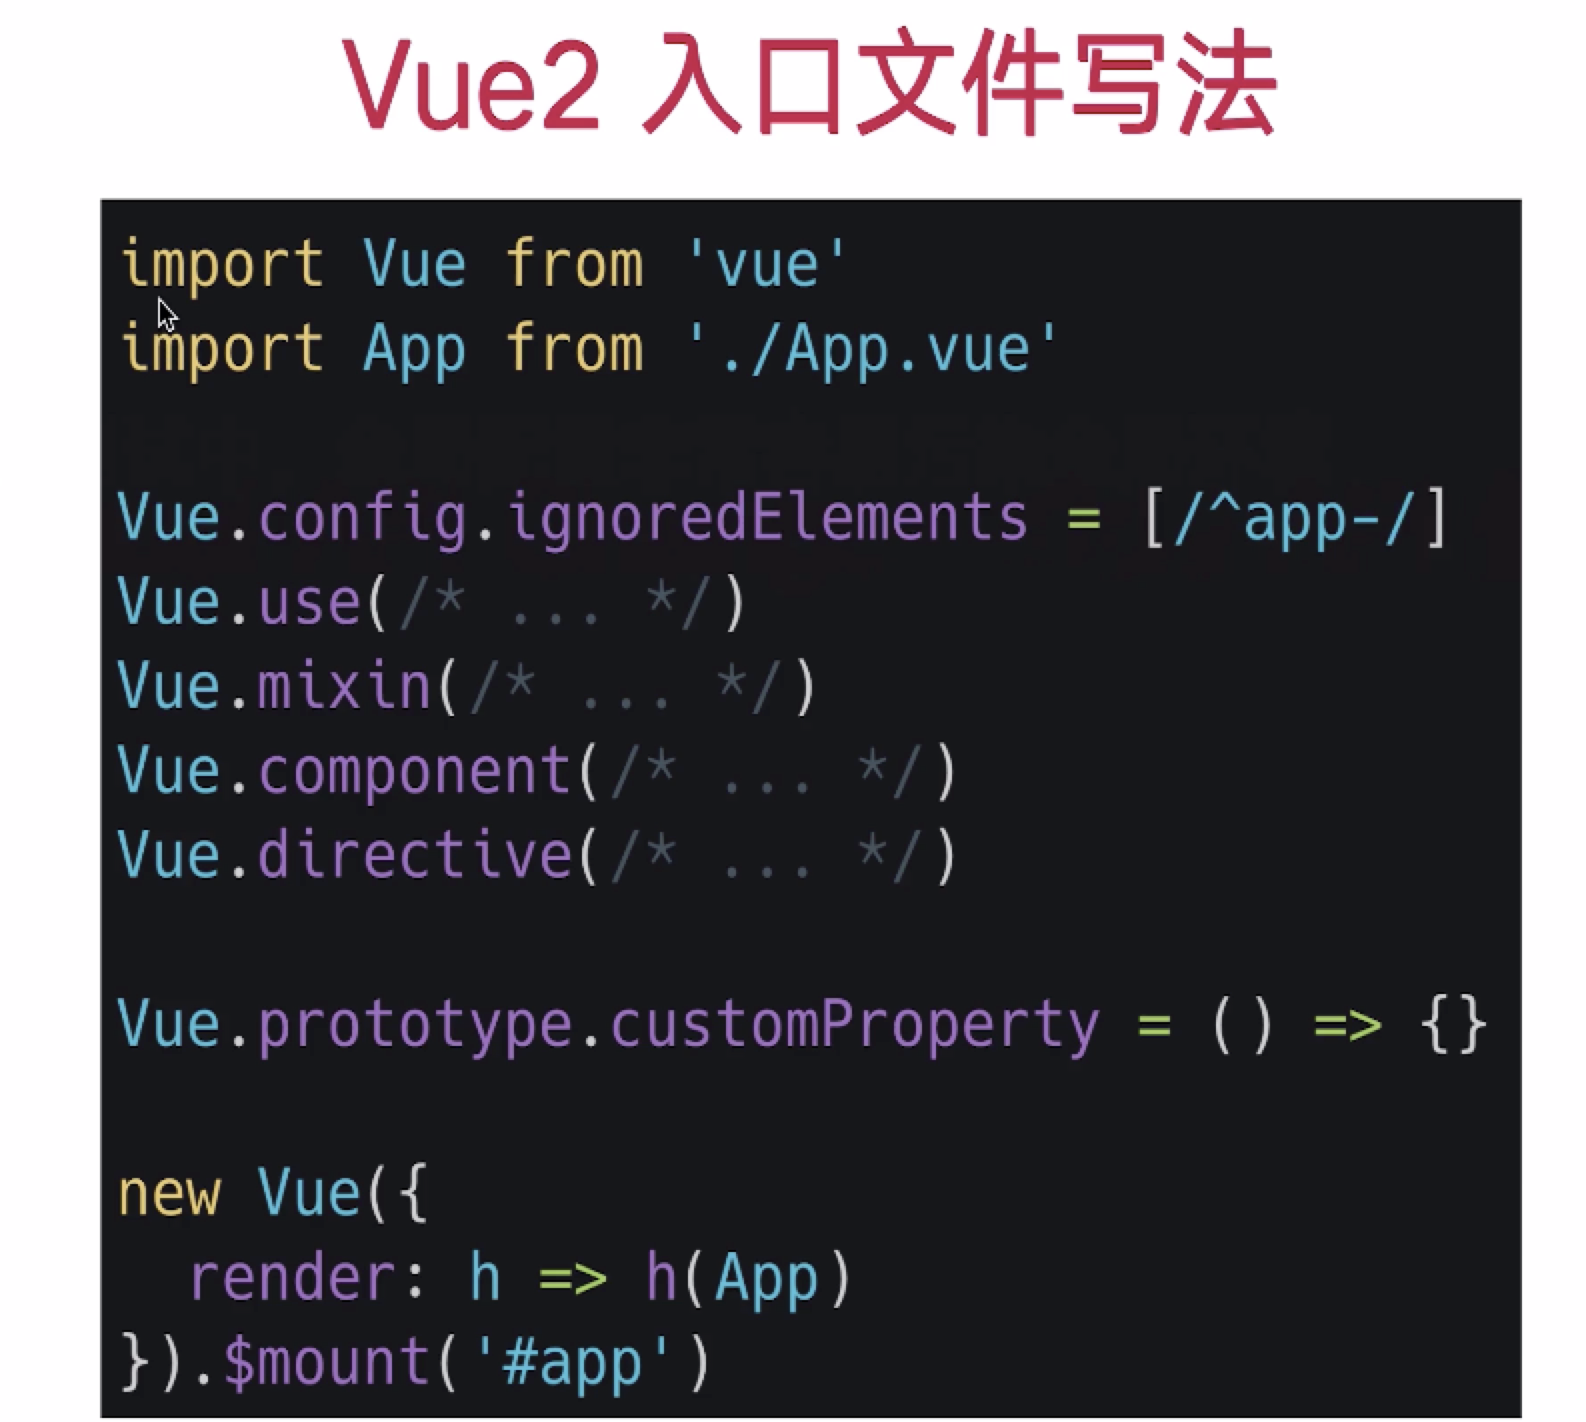 Vue2 入口文件写法
import Vue from 'vue'
import App from './App.vue'
Vue.config.ignoredElements = [/^app-/]
Vue.use(/* ... */)
Vue.mixin(/* ... */)
Vue.component(/* ... */)
Vue.directive(/* ... */)
Vue.prototype.customProperty = () => {}
new Vue({
  render: h => h(App)
}).$mount('#app')